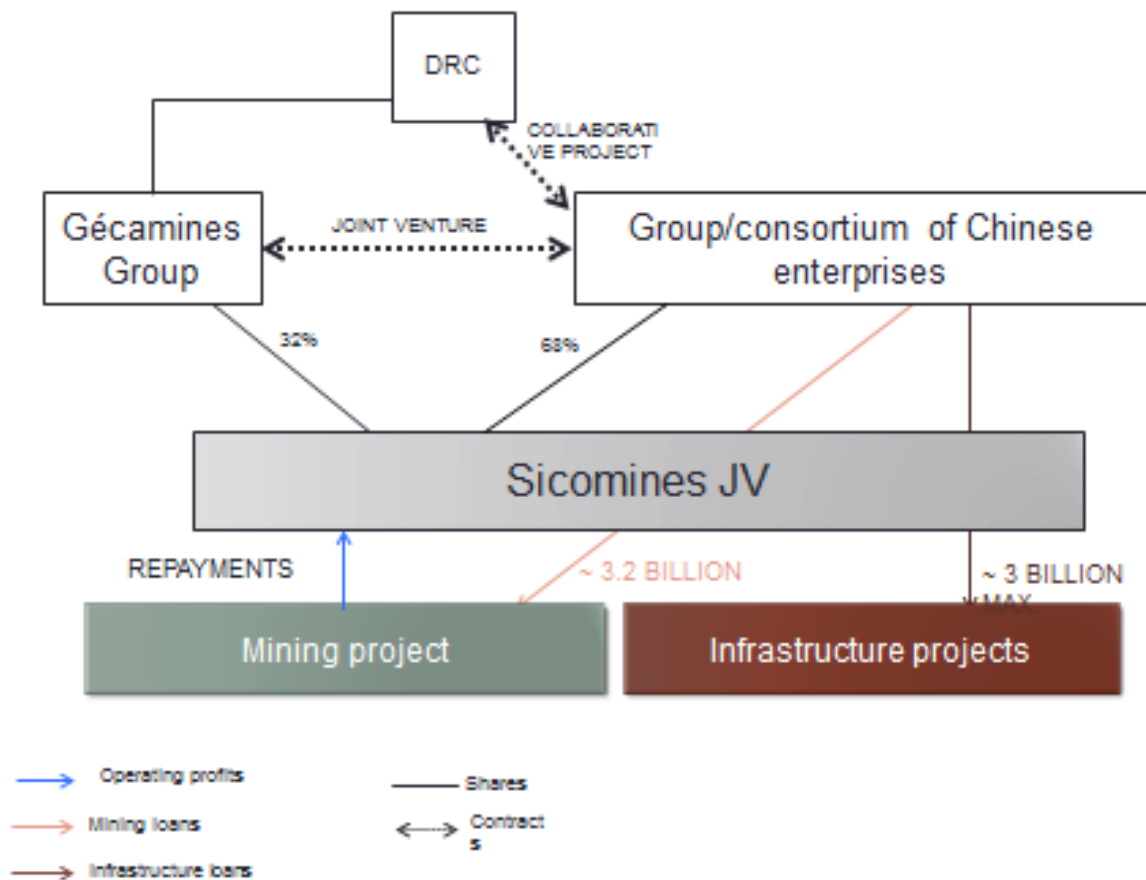 DRC
COLLABORATI
VE PROJECT
Gécamines
Group
JOINT VENTURE
Group/consortium of Chinese
enterprises
32%
68%
Sicomines JV
REPAYMENTS
~ 3.2 BILLION
~ 3 BILLION
MAX.
Mining project
Infrastructure projects
Operating profits
Shares
Mining loans
Contract
s
Infrastructure loans